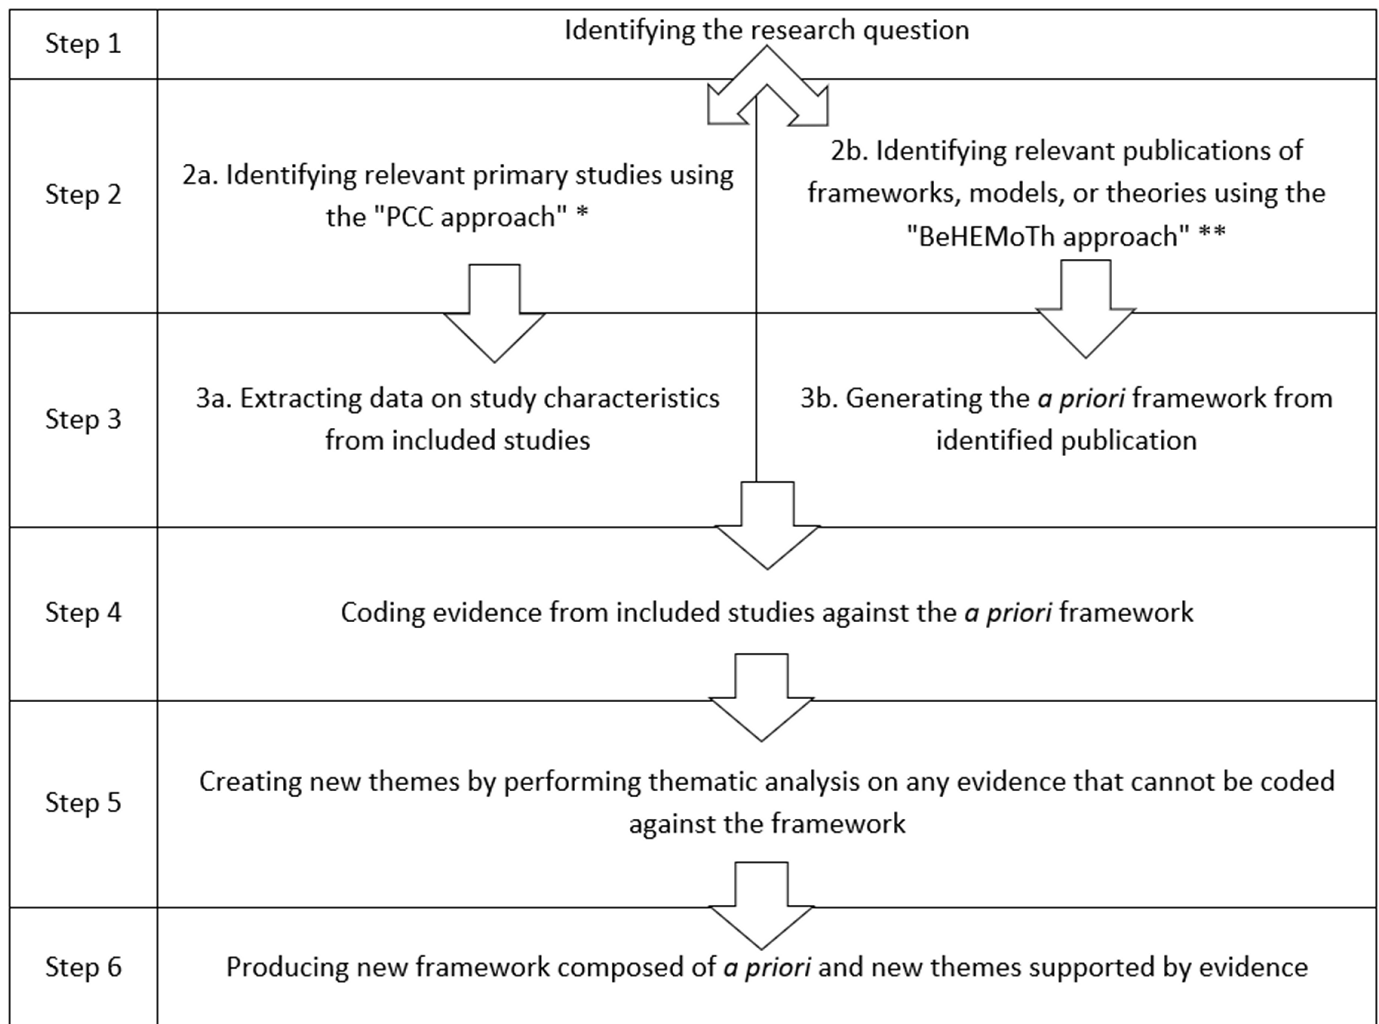 Step 1
Identifying the research question
Step 2
2a. Identifying relevant primary studies using
the "PCC approach" *
2b. Identifying relevant publications of
frameworks, models, or theories using the
"BeHEMoTh approach" **
Step 3
3a. Extracting data on study characteristics
from included studies
3b. Generating the a priori framework from
identified publication
Step 4
Coding evidence from included studies against the a priori framework
Step 5
Creating new themes by performing thematic analysis on any evidence that cannot be coded
against the framework
Step 6
Producing new framework composed of a priori and new themes supported by evidence